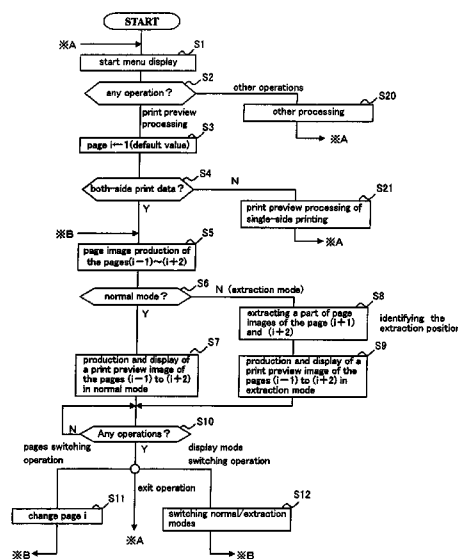 START
※A
S1
start menu display
S2
any operation?
other operations
S20
other processing
※A
print preview
processing
S3
page i←1(default value)
S4
both-side print data?
N
Y
S21
print preview processing of
single-side printing
※A
※B
S5
page image production of
the pages(i−1)~(i+2)
S6
normal mode?
N (extraction mode)
Y
S8
extracting a part of page
images of the page (i+1)
and (i+2)
identifying the
extraction position
S7
production and display of
a print preview image of
the pages (i−1) to (i+2)
in normal mode
S9
production and display of a
print preview image of the
pages (i−1) to (i+2) in
extraction mode
S10
N
Any operations?
Y
pages switching
operation
display mode
switching operation
exit operation
S11
change page i
S12
switching normal/extraction
modes
※B
※A
※B